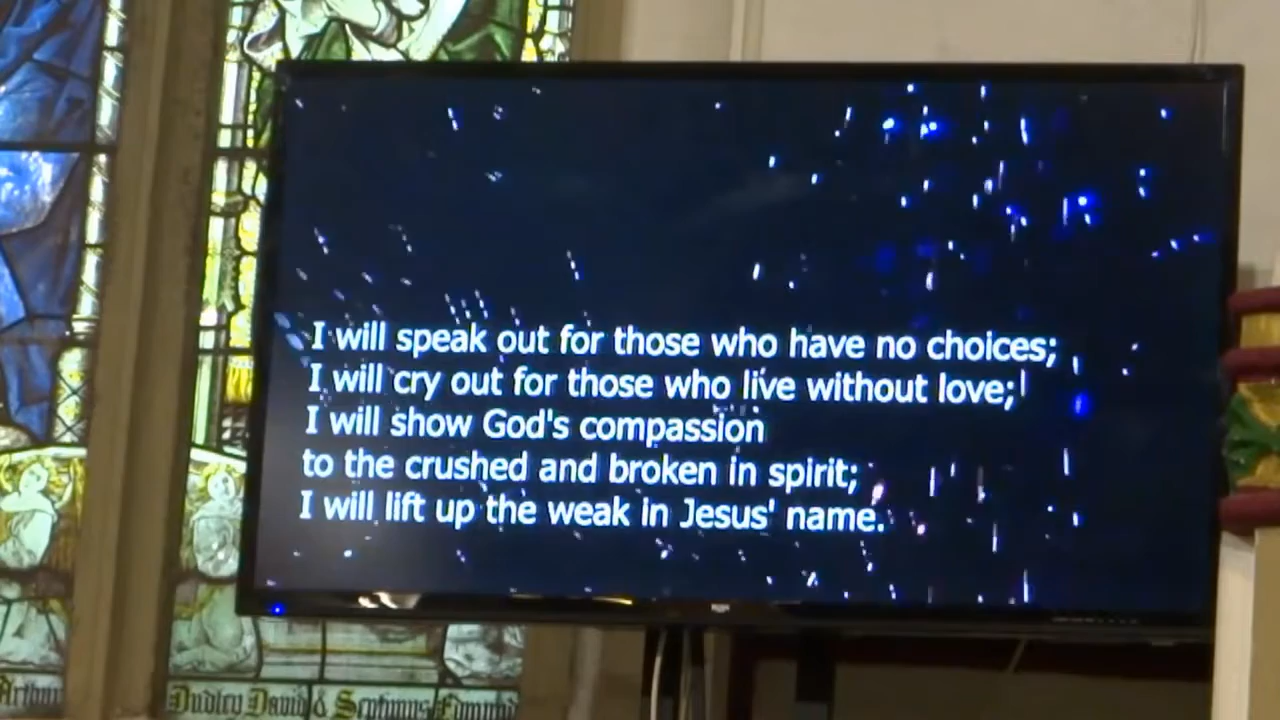 I will speak out for those who have no choices;
I will cry out for those who live without love;
I will show God's compassion
to the crushed and broken in spirit;
I will lift up the weak in Jesus' name.
Arthur Dudley David & Septimus Edmund